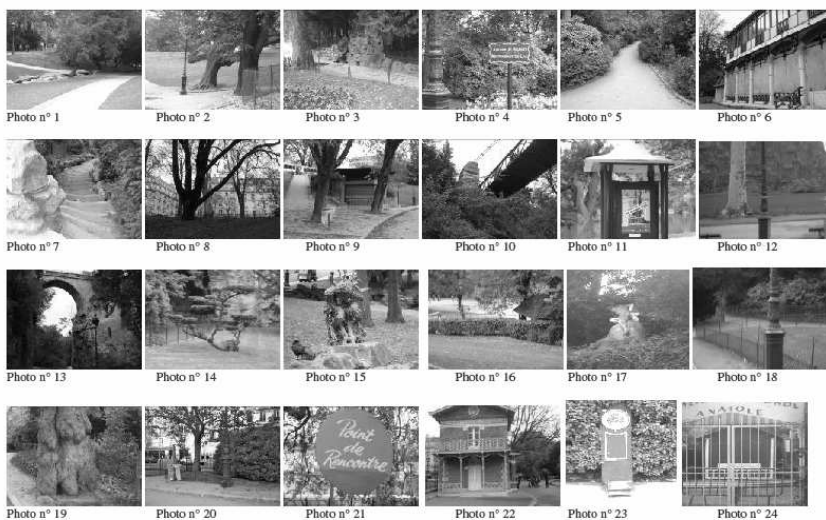 Photo n° 1
Photo n° 2
Photo n° 3
Photo n° 4
Photo n° 5
Photo n° 6
Photo n° 7
Photo n° 8
Photo n° 9
Photo n° 10
Photo n° 11
Photo n° 12
Photo n° 13
Photo n° 14
Photo n° 15
Photo n° 16
Photo n° 17
Photo n° 18
Point
de
Rencontre
ANATOLE
Photo n° 19
Photo n° 20
Photo n° 21
Photo n° 22
Photo n° 23
Photo n° 24